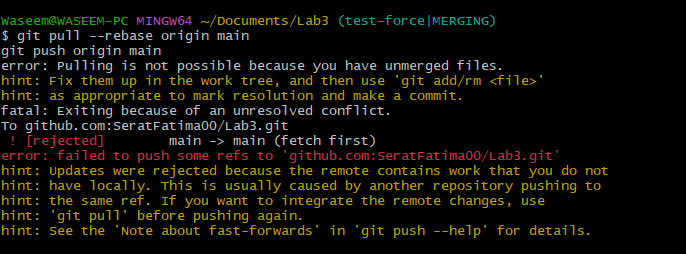 Waseem@WASEEM-PC MINGW64 ~/Documents/Lab3 (test-force|MERGING)
$ git pull --rebase origin main
git push origin main
error: Pulling is not possible because you have unmerged files.
hint: Fix them up in the work tree, and then use 'git add/rm <file>'
hint: as appropriate to mark resolution and make a commit.
fatal: Exiting because of an unresolved conflict.
To github.com:SeratFatima00/Lab3.git
 ! [rejected]        main -> main (fetch first)
error: failed to push some refs to 'github.com:SeratFatima00/Lab3.git'
hint: Updates were rejected because the remote contains work that you do not
hint: have locally. This is usually caused by another repository pushing to
hint: the same ref. If you want to integrate the remote changes, use
hint: 'git pull' before pushing again.
hint: See the 'Note about fast-forwards' in 'git push --help' for details.